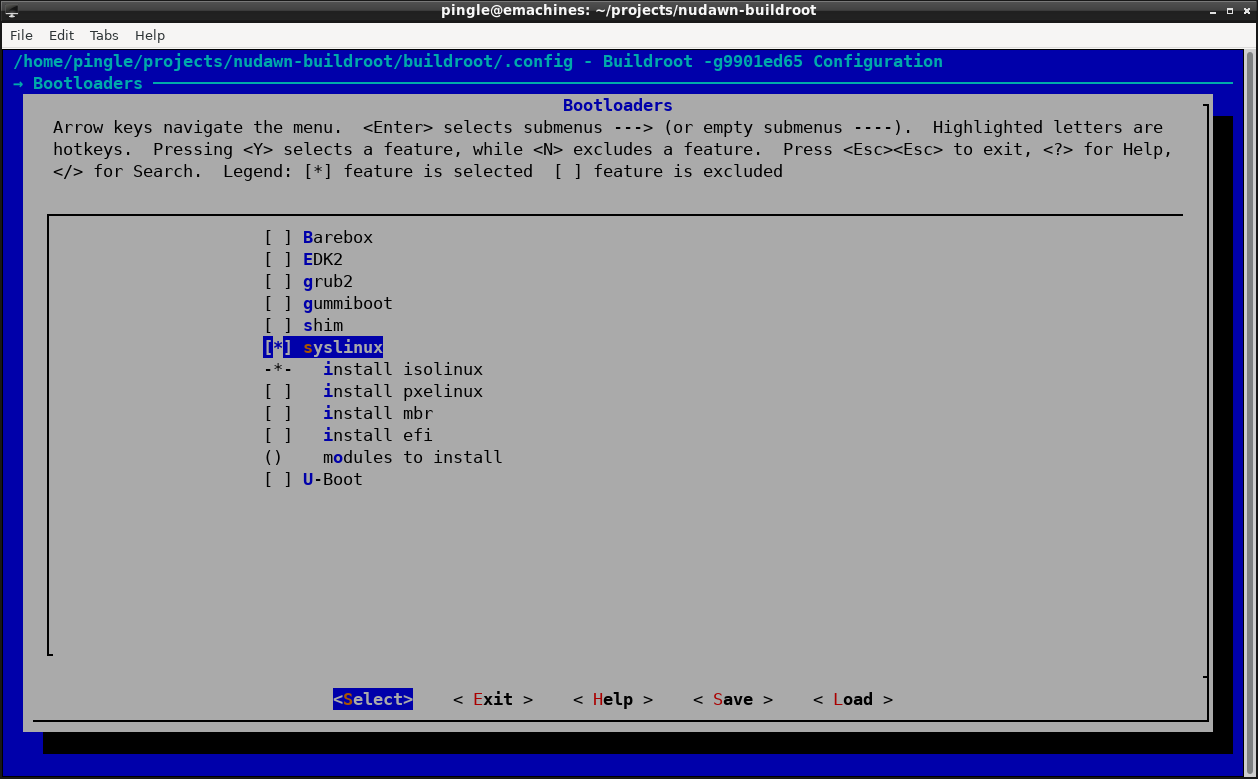 pingle@emachines: ~/projects/nudawn-buildroot
File Edit Tabs Help
/home/pingle/projects/nudawn-buildroot/buildroot/.config - Buildroot -g9901ed65 Configuration
→ Bootloaders
Bootloaders
Arrow keys navigate the menu.  <Enter> selects submenus ---> (or empty submenus ----).  Highlighted letters are
hotkeys.  Pressing <Y> selects a feature, while <N> excludes a feature.  Press <Esc><Esc> to exit, <?> for Help,
</> for Search.  Legend: [*] feature is selected  [ ] feature is excluded
[ ] Barebox
[ ] EDK2
[ ] grub2
[ ] gummiboot
[ ] shim
[*] syslinux
-*-   install isolinux
[ ]   install pxelinux
[ ]   install mbr
[ ]   install efi
()    modules to install
[ ] U-Boot
<Select>    < Exit >    < Help >    < Save >    < Load >